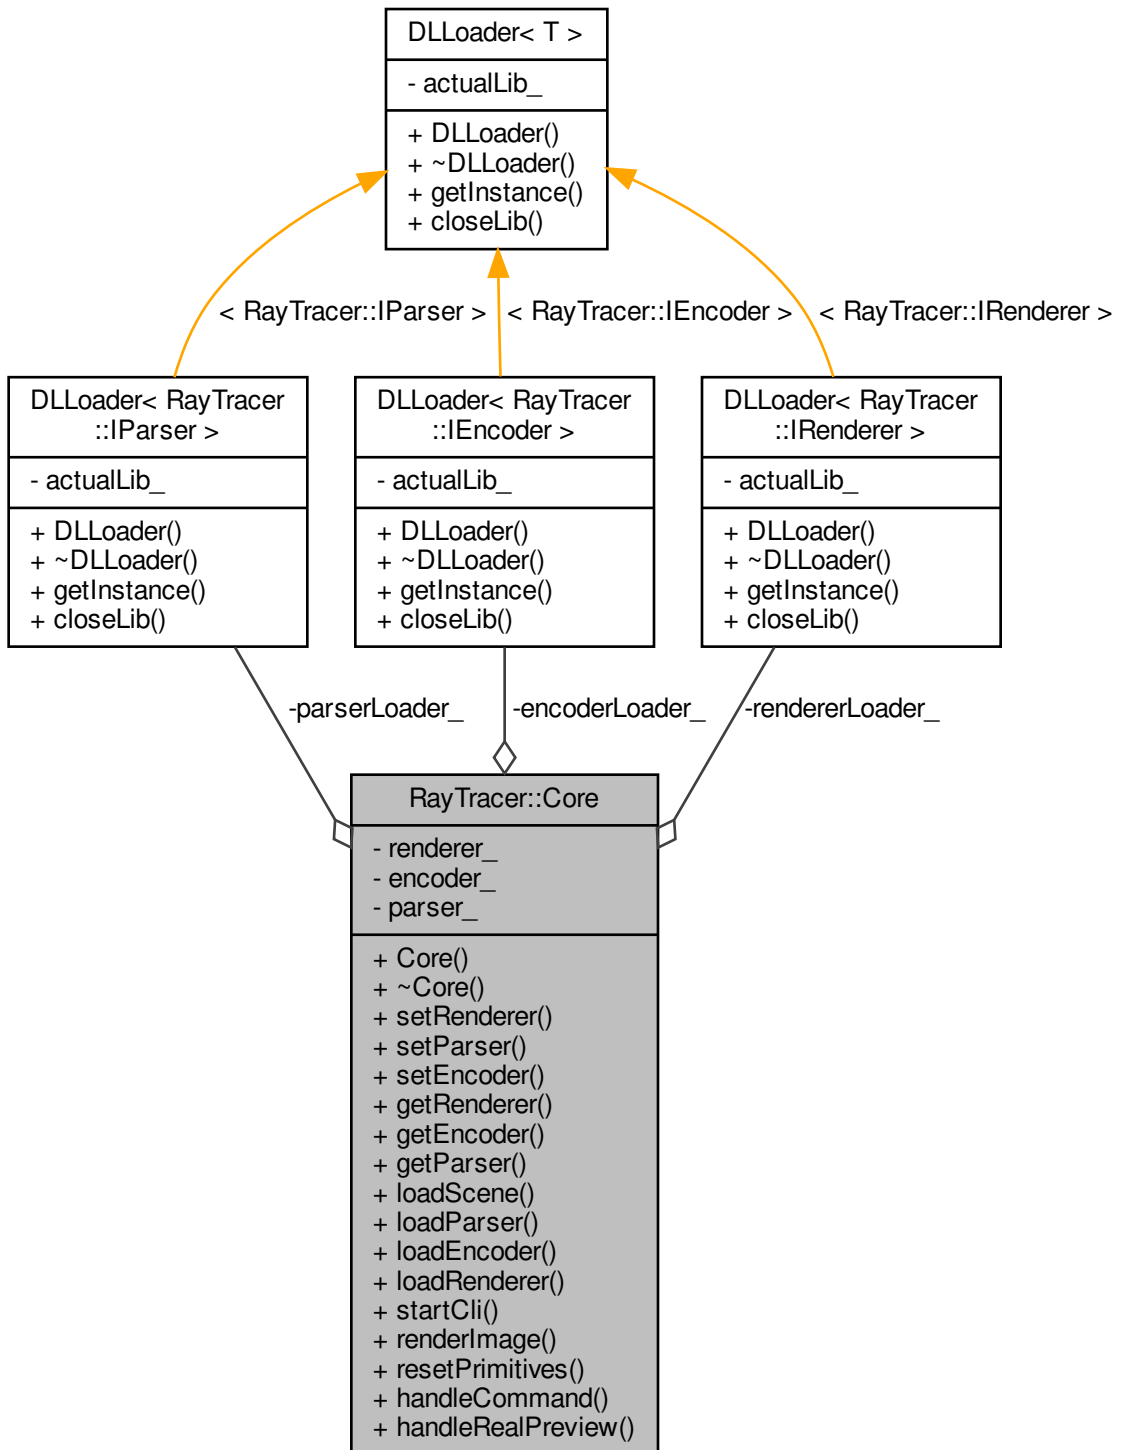 DLLoader< T >
- actualLib_
+ DLLoader()
+ ~DLLoader()
+ getInstance()
+ closeLib()
< RayTracer::IParser >
< RayTracer::IEncoder >
< RayTracer::IRenderer >
DLLoader< RayTracer
::IParser >
- actualLib_
+ DLLoader()
+ ~DLLoader()
+ getInstance()
+ closeLib()
DLLoader< RayTracer
::IEncoder >
- actualLib_
+ DLLoader()
+ ~DLLoader()
+ getInstance()
+ closeLib()
DLLoader< RayTracer
::IRenderer >
- actualLib_
+ DLLoader()
+ ~DLLoader()
+ getInstance()
+ closeLib()
-parserLoader_
-encoderLoader_
-rendererLoader_
RayTracer::Core
- renderer_
- encoder_
- parser_
+ Core()
+ ~Core()
+ setRenderer()
+ setParser()
+ setEncoder()
+ getRenderer()
+ getEncoder()
+ getParser()
+ loadScene()
+ loadParser()
+ loadEncoder()
+ loadRenderer()
+ startCli()
+ renderImage()
+ resetPrimitives()
+ handleCommand()
+ handleRealPreview()